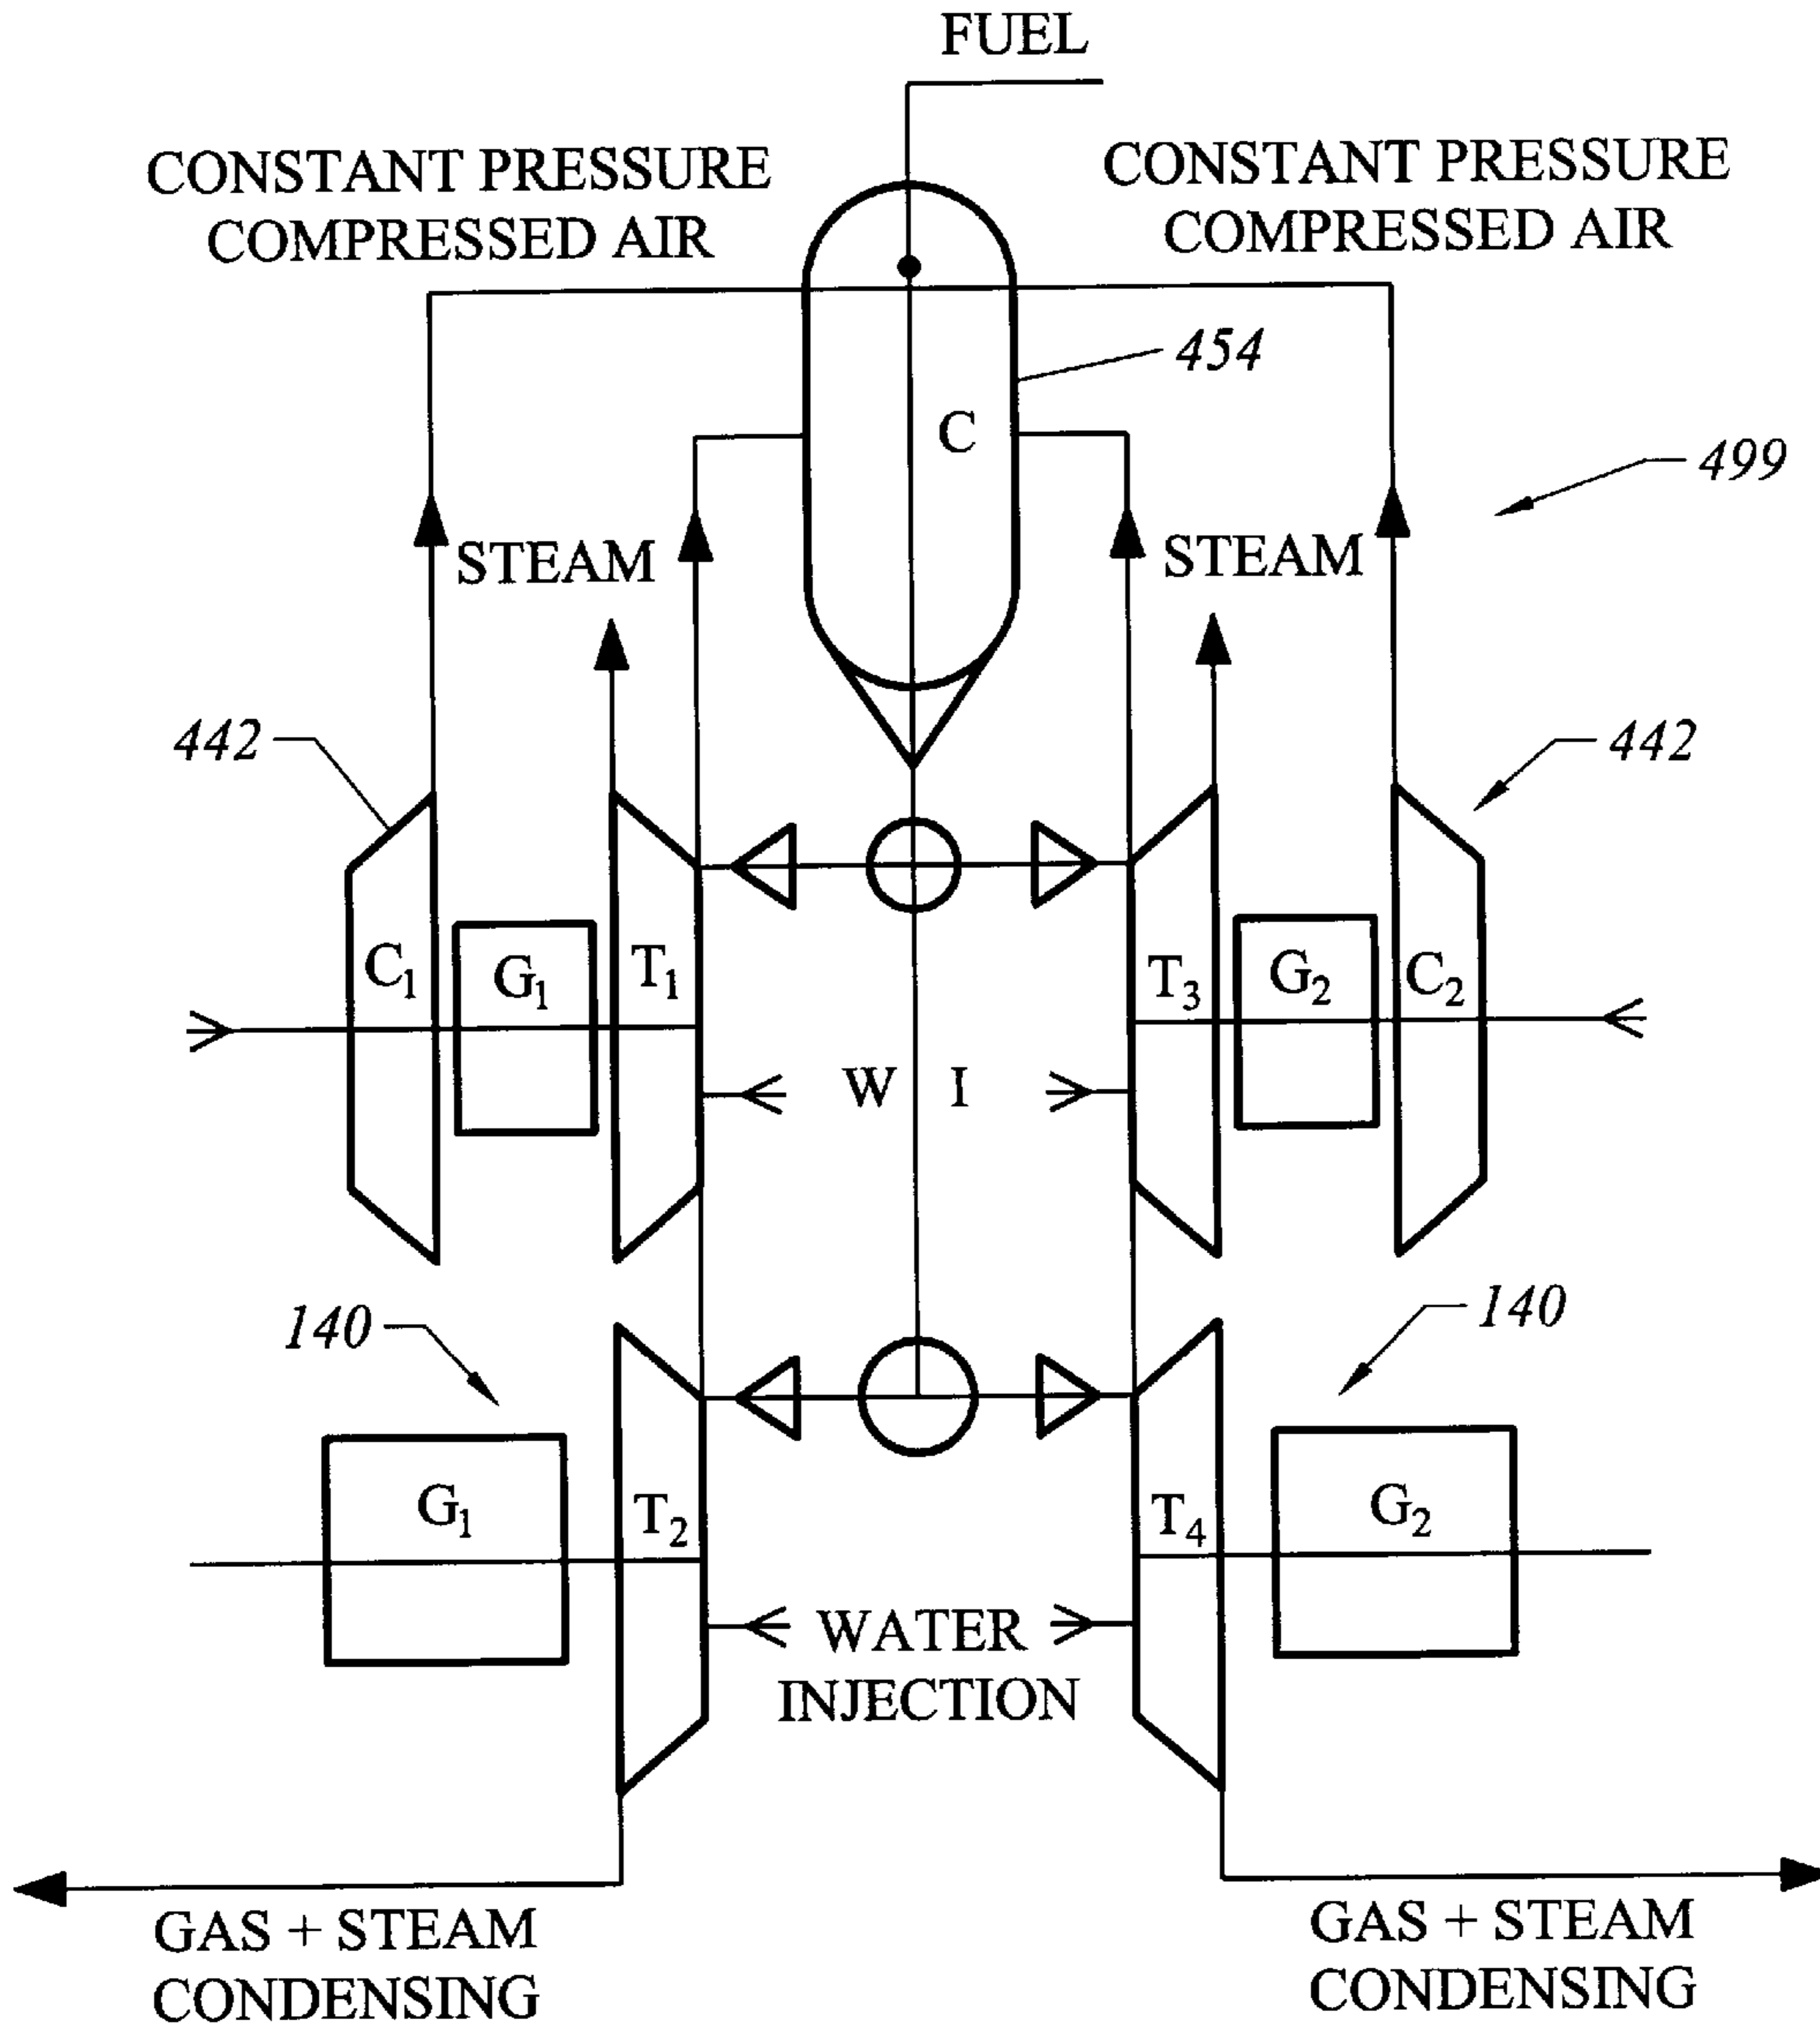 FUEL
CONSTANT PRESSURE
COMPRESSED AIR
CONSTANT PRESSURE
COMPRESSED AIR
454
C
499
STEAM
STEAM
442
442
C₁
G₁
T₁
T₃
G₂
C₂
W I
140
140
G₁
T₂
T₄
G₂
WATER
INJECTION
GAS + STEAM
CONDENSING
GAS + STEAM
CONDENSING